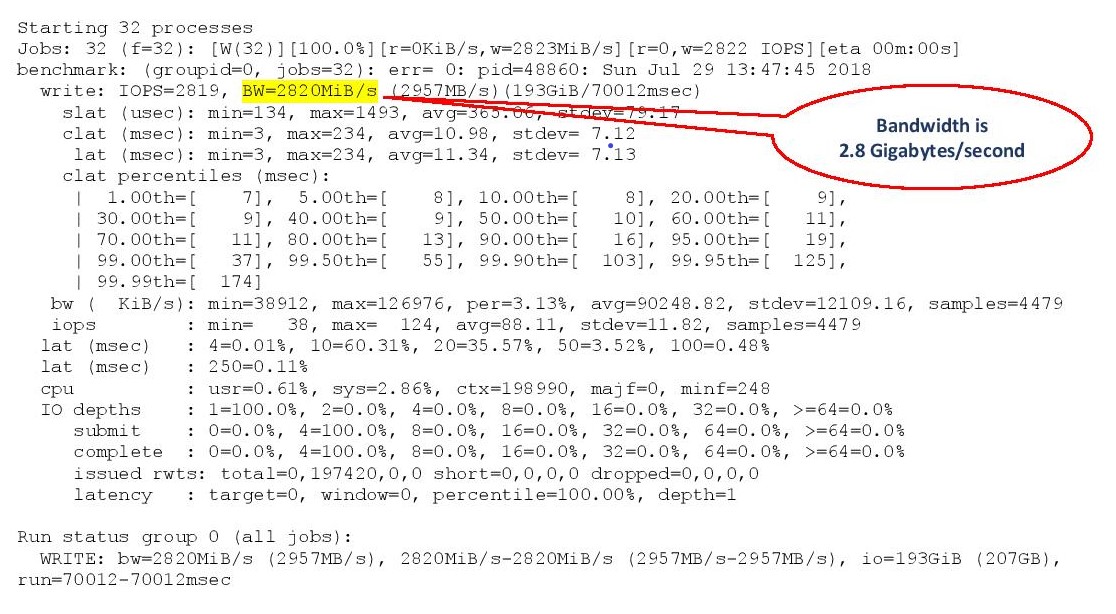 Starting 32 processes
Jobs: 32 (f=32): [W(32)][100.0%][r=0KiB/s,w=2823MiB/s][r=0,w=2822 IOPS][eta 00m:00s]
benchmark: (groupid=0, jobs=32): err= 0: pid=48860: Sun Jul 29 13:47:45 2018
write: IOPS=2819, BW=2820MiB/s (2957MB/s)(193GiB/70012msec)
slat (usec): min=134, max=1493, avg=363.06, stdev=79.17
clat (msec): min=3, max=234, avg=10.98, stdev= 7.12
lat (msec): min=3, max=234, avg=11.34, stdev= 7.13
clat percentiles (msec):
| 1.00th=[ 7], 5.00th=[ 8], 10.00th=[ 8], 20.00th=[ 9],
| 30.00th=[ 9], 40.00th=[ 9], 50.00th=[ 10], 60.00th=[ 11],
| 70.00th=[ 11], 80.00th=[ 13], 90.00th=[ 16], 95.00th=[ 19],
| 99.00th=[ 37], 99.50th=[ 55], 99.90th=[ 103], 99.95th=[ 125],
| 99.99th=[ 174]
bw ( KiB/s): min=38912, max=126976, per=3.13%, avg=90248.82, stdev=12109.16, samples=4479
iops : min= 38, max= 124, avg=88.11, stdev=11.82, samples=4479
lat (msec) : 4=0.01%, 10=60.31%, 20=35.57%, 50=3.52%, 100=0.48%
lat (msec) : 250=0.11%
cpu : usr=0.61%, sys=2.86%, ctx=198990, majf=0, minf=248
IO depths : 1=100.0%, 2=0.0%, 4=0.0%, 8=0.0%, 16=0.0%, 32=0.0%, >=64=0.0%
submit : 0=0.0%, 4=100.0%, 8=0.0%, 16=0.0%, 32=0.0%, 64=0.0%, >=64=0.0%
complete : 0=0.0%, 4=100.0%, 8=0.0%, 16=0.0%, 32=0.0%, 64=0.0%, >=64=0.0%
issued rwts: total=0,197420,0,0 short=0,0,0,0 dropped=0,0,0,0
latency : target=0, window=0, percentile=100.00%, depth=1
Run status group 0 (all jobs):
WRITE: bw=2820MiB/s (2957MB/s), 2820MiB/s-2820MiB/s (2957MB/s-2957MB/s), io=193GiB (207GB),
run=70012-70012msec
Bandwidth is
2.8 Gigabytes/second